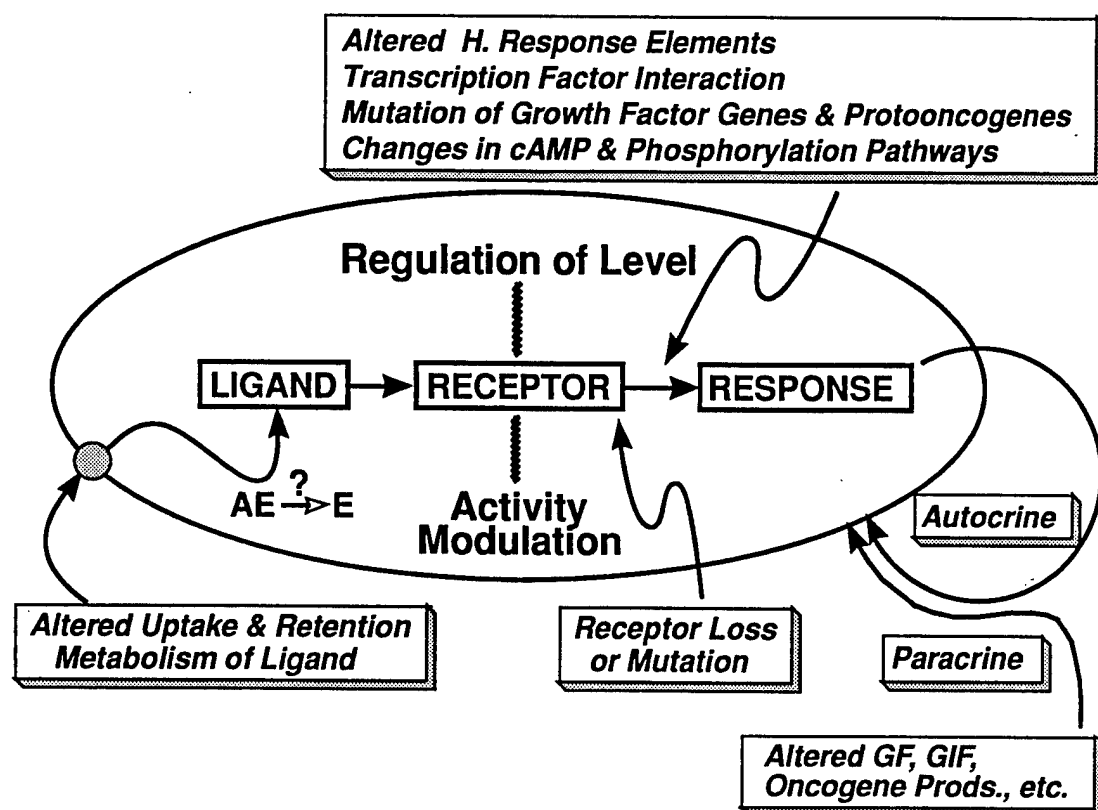 Altered H. Response Elements
Transcription Factor Interaction
Mutation of Growth Factor Genes & Protooncogenes
Changes in cAMP & Phosphorylation Pathways
Regulation of Level
LIGAND
RECEPTOR
RESPONSE
?
AE
E
Activity
Modulation
Autocrine
Altered Uptake & Retention
Metabolism of Ligand
Receptor Loss
or Mutation
Paracrine
Altered GF, GIF,
Oncogene Prods., etc.